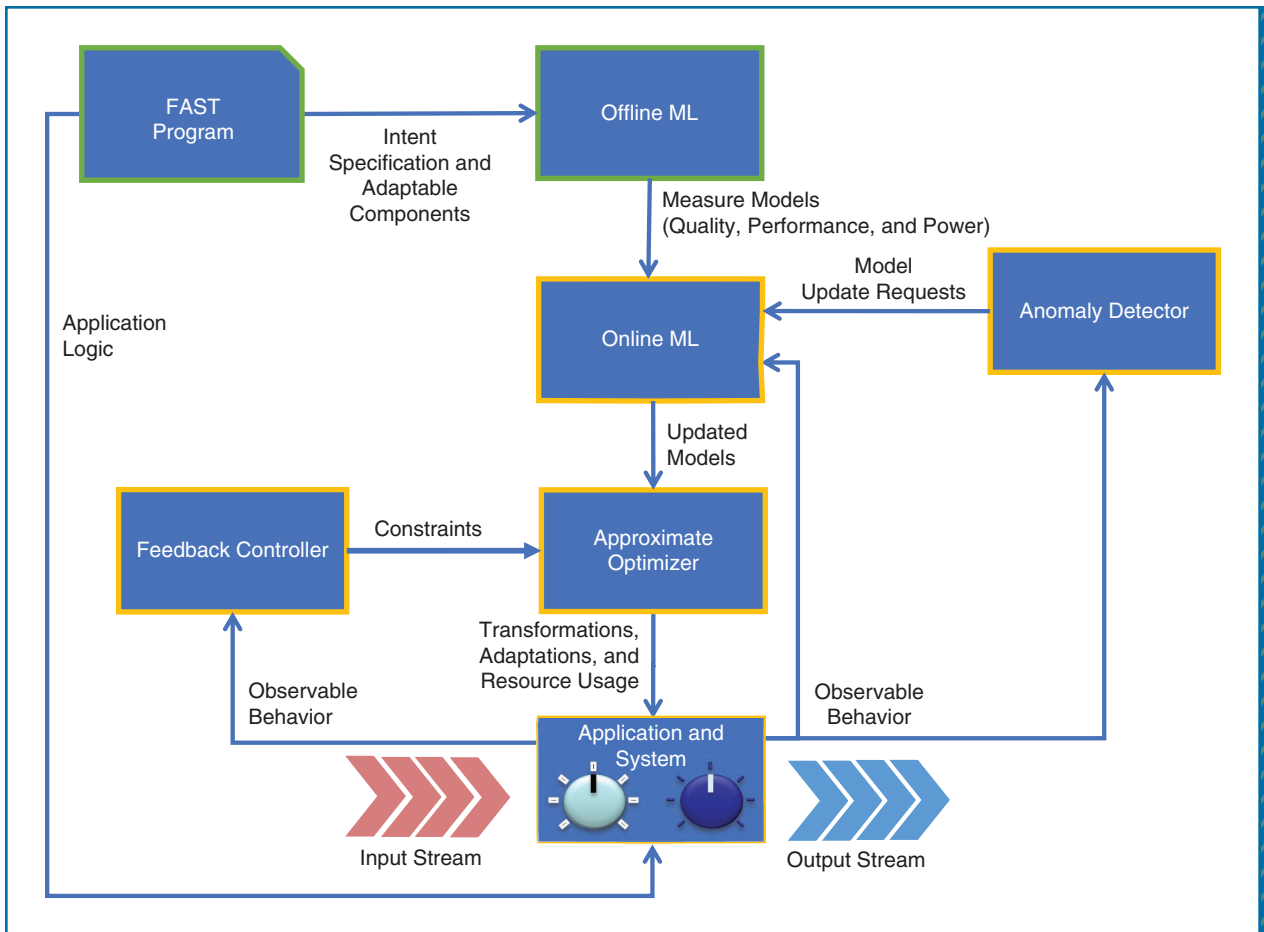 FAST
Program
Offline ML
Intent
Specification and
Adaptable
Components
Measure Models
(Quality, Performance, and Power)
Model
Update Requests
Anomaly Detector
Application
Logic
Online ML
Updated
Models
Feedback Controller
Constraints
Approximate
Optimizer
Transformations,
Adaptations, and
Resource Usage
Observable
Behavior
Observable
Behavior
Application and
System
Input Stream
Output Stream